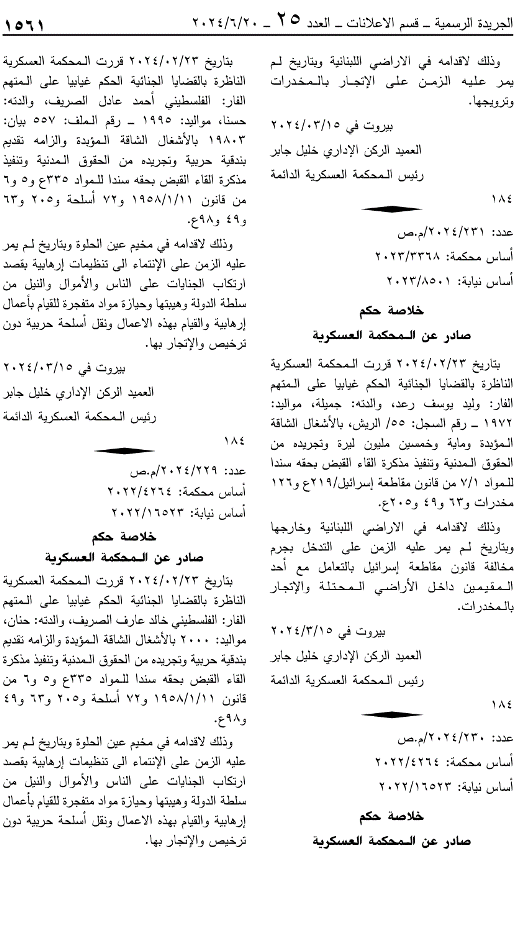 الجريدة الرسمية ــ قسم الاعلانات ــ العدد ٢٥ ــ ٢٠٢٤/٦/٢٠
١٥٦١
وذلك لاقدامه في الاراضي اللبنانية وبتاريخ لم
يمر عليه الزمن على الإتجار بالمخدرات
وترويجها.
بيروت في ٢٠٢٤/٠٣/١٥
العميد الركن الإداري خليل جابر
رئيس المحكمة العسكرية الدائمة
١٨٤
عدد: ٢٠٢٤/٢٣١/م.ص
أساس محكمة: ٢٠٢٣/٣٣٦٨
أساس نيابة: ٢٠٢٣/٨٥٠١
خلاصة حكم
صادر عن المحكمة العسكرية
بتاريخ ٢٠٢٤/٠٢/٢٣ قررت المحكمة العسكرية
الناظرة بالقضايا الجنائية الحكم غيابيا على المتهم
الفار: وليد يوسف رعد، والدته: جميلة، مواليد:
١٩٧٢ ــ رقم السجل: ٥٥/ الريش، بالأشغال الشاقة
المؤبدة وماية وخمسين مليون ليرة وتجريده من
الحقوق المدنية وتنفيذ مذكرة القاء القبض بحقه سندا
للمواد ٧/١ من قانون مقاطعة إسرائيل/٢١٩ع و١٢٦
مخدرات و٦٣ و٤٩ و٢٠٥ع.
وذلك لاقدامه في الاراضي اللبنانية وخارجها
وبتاريخ لم يمر عليه الزمن على التدخل بجرم
مخالفة قانون مقاطعة إسرائيل بالتعامل مع أحد
المقيمين داخل الأراضي المحتلة والإتجار
بالمخدرات.
بيروت في ٢٠٢٤/٣/١٥
العميد الركن الإداري خليل جابر
رئيس المحكمة العسكرية الدائمة
١٨٤
عدد: ٢٠٢٤/٢٣٠/م.ص
أساس محكمة: ٢٠٢٢/٤٢٦٤
أساس نيابة: ٢٠٢٢/١٦٥٢٣
خلاصة حكم
صادر عن المحكمة العسكرية
بتاريخ ٢٠٢٤/٠٢/٢٣ قررت المحكمة العسكرية
الناظرة بالقضايا الجنائية الحكم غيابيا على المتهم
الفار: الفلسطيني أحمد عادل الصريف، والدته:
حسنا، مواليد: ١٩٩٥ ــ رقم الملف: ٥٥٧ بيان:
١٩٨٠٣ بالأشغال الشاقة المؤبدة والزامه تقديم
بندقية حربية وتجريده من الحقوق المدنية وتنفيذ
مذكرة القاء القبض بحقه سندا للمواد ٣٣٥ع و٥ و٦
من قانون ١٩٥٨/١/١١ و٧٢ أسلحة و٢٠٥ و٦٣
و٤٩ و٩٨ع.
وذلك لاقدامه في مخيم عين الحلوة وبتاريخ لم يمر
عليه الزمن على الإنتماء الى تنظيمات إرهابية بقصد
ارتكاب الجنايات على الناس والأموال والنيل من
سلطة الدولة وهيبتها وحيازة مواد متفجرة للقيام بأعمال
إرهابية والقيام بهذه الاعمال ونقل أسلحة حربية دون
ترخيص والإتجار بها.
بيروت في ٢٠٢٤/٠٣/١٥
العميد الركن الإداري خليل جابر
رئيس المحكمة العسكرية الدائمة
١٨٤
عدد: ٢٠٢٤/٢٢٩/م.ص
أساس محكمة: ٢٠٢٢/٤٢٦٤
أساس نيابة: ٢٠٢٢/١٦٥٢٣
خلاصة حكم
صادر عن المحكمة العسكرية
بتاريخ ٢٠٢٤/٠٢/٢٣ قررت المحكمة العسكرية
الناظرة بالقضايا الجنائية الحكم غيابيا على المتهم
الفار: الفلسطيني خالد عارف الصريف، والدته: حنان،
مواليد: ٢٠٠٠ بالأشغال الشاقة المؤبدة والزامه تقديم
بندقية حربية وتجريده من الحقوق المدنية وتنفيذ مذكرة
القاء القبض بحقه سندا للمواد ٣٣٥ع و٥ و٦ من
قانون ١٩٥٨/١/١١ و٧٢ أسلحة و٢٠٥ و٦٣ و٤٩
و٩٨ع.
وذلك لاقدامه في مخيم عين الحلوة وبتاريخ لم يمر
عليه الزمن على الإنتماء الى تنظيمات إرهابية بقصد
ارتكاب الجنايات على الناس والأموال والنيل من
سلطة الدولة وهيبتها وحيازة مواد متفجرة للقيام بأعمال
إرهابية والقيام بهذه الاعمال ونقل أسلحة حربية دون
ترخيص والإتجار بها.